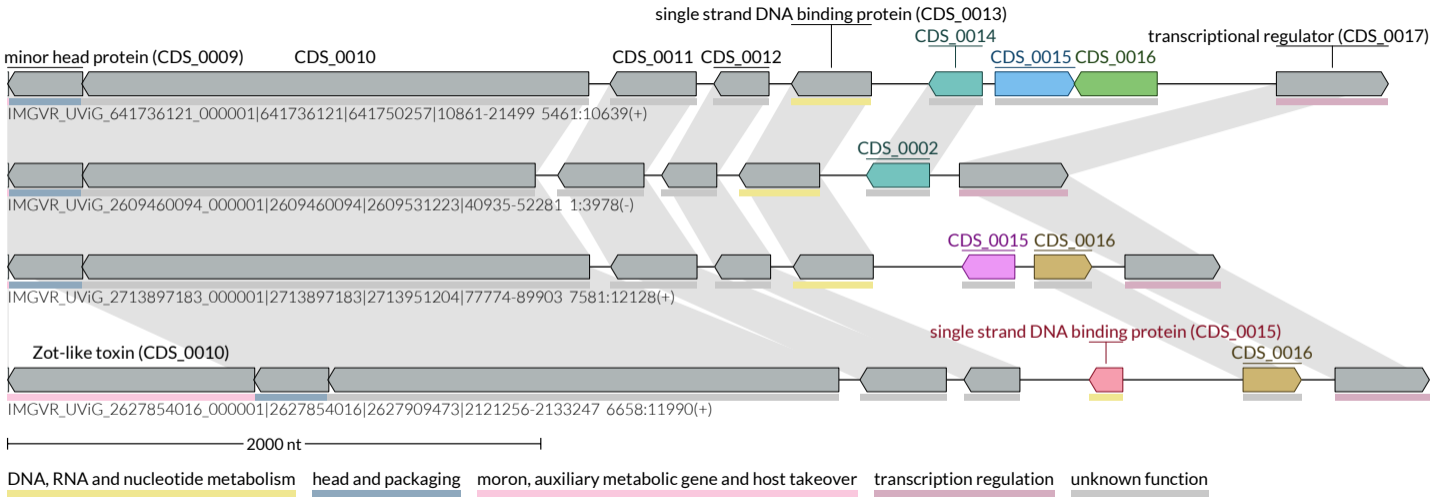 single strand DNA binding protein (CDS_0013)
CDS_0014 transcriptional regulator (CDS_0017)
minor head protein (CDS_0009) CDS_0010 CDS_0011 CDS_0012 CDS_0015 CDS_0016
IMGVR_UViG_641736121_000001|641736121|641750257|10861-21499 5461:10639(+)
CDS_0002
IMGVR_UViG_2609460094_000001|2609460094|2609531223|40935-52281 1:3978(-)
CDS_0015 CDS_0016
IMGVR_UViG_2713897183_000001|2713897183|2713951204|77774-89903 7581:12128(+)
single strand DNA binding protein (CDS_0015)
Zot-like toxin (CDS_0010) CDS_0016
IMGVR_UViG_2627854016_000001|2627854016|2627909473|2121256-2133247 6658:11990(+)
2000 nt
DNA, RNA and nucleotide metabolism head and packaging moron, auxiliary metabolic gene and host takeover transcription regulation unknown function